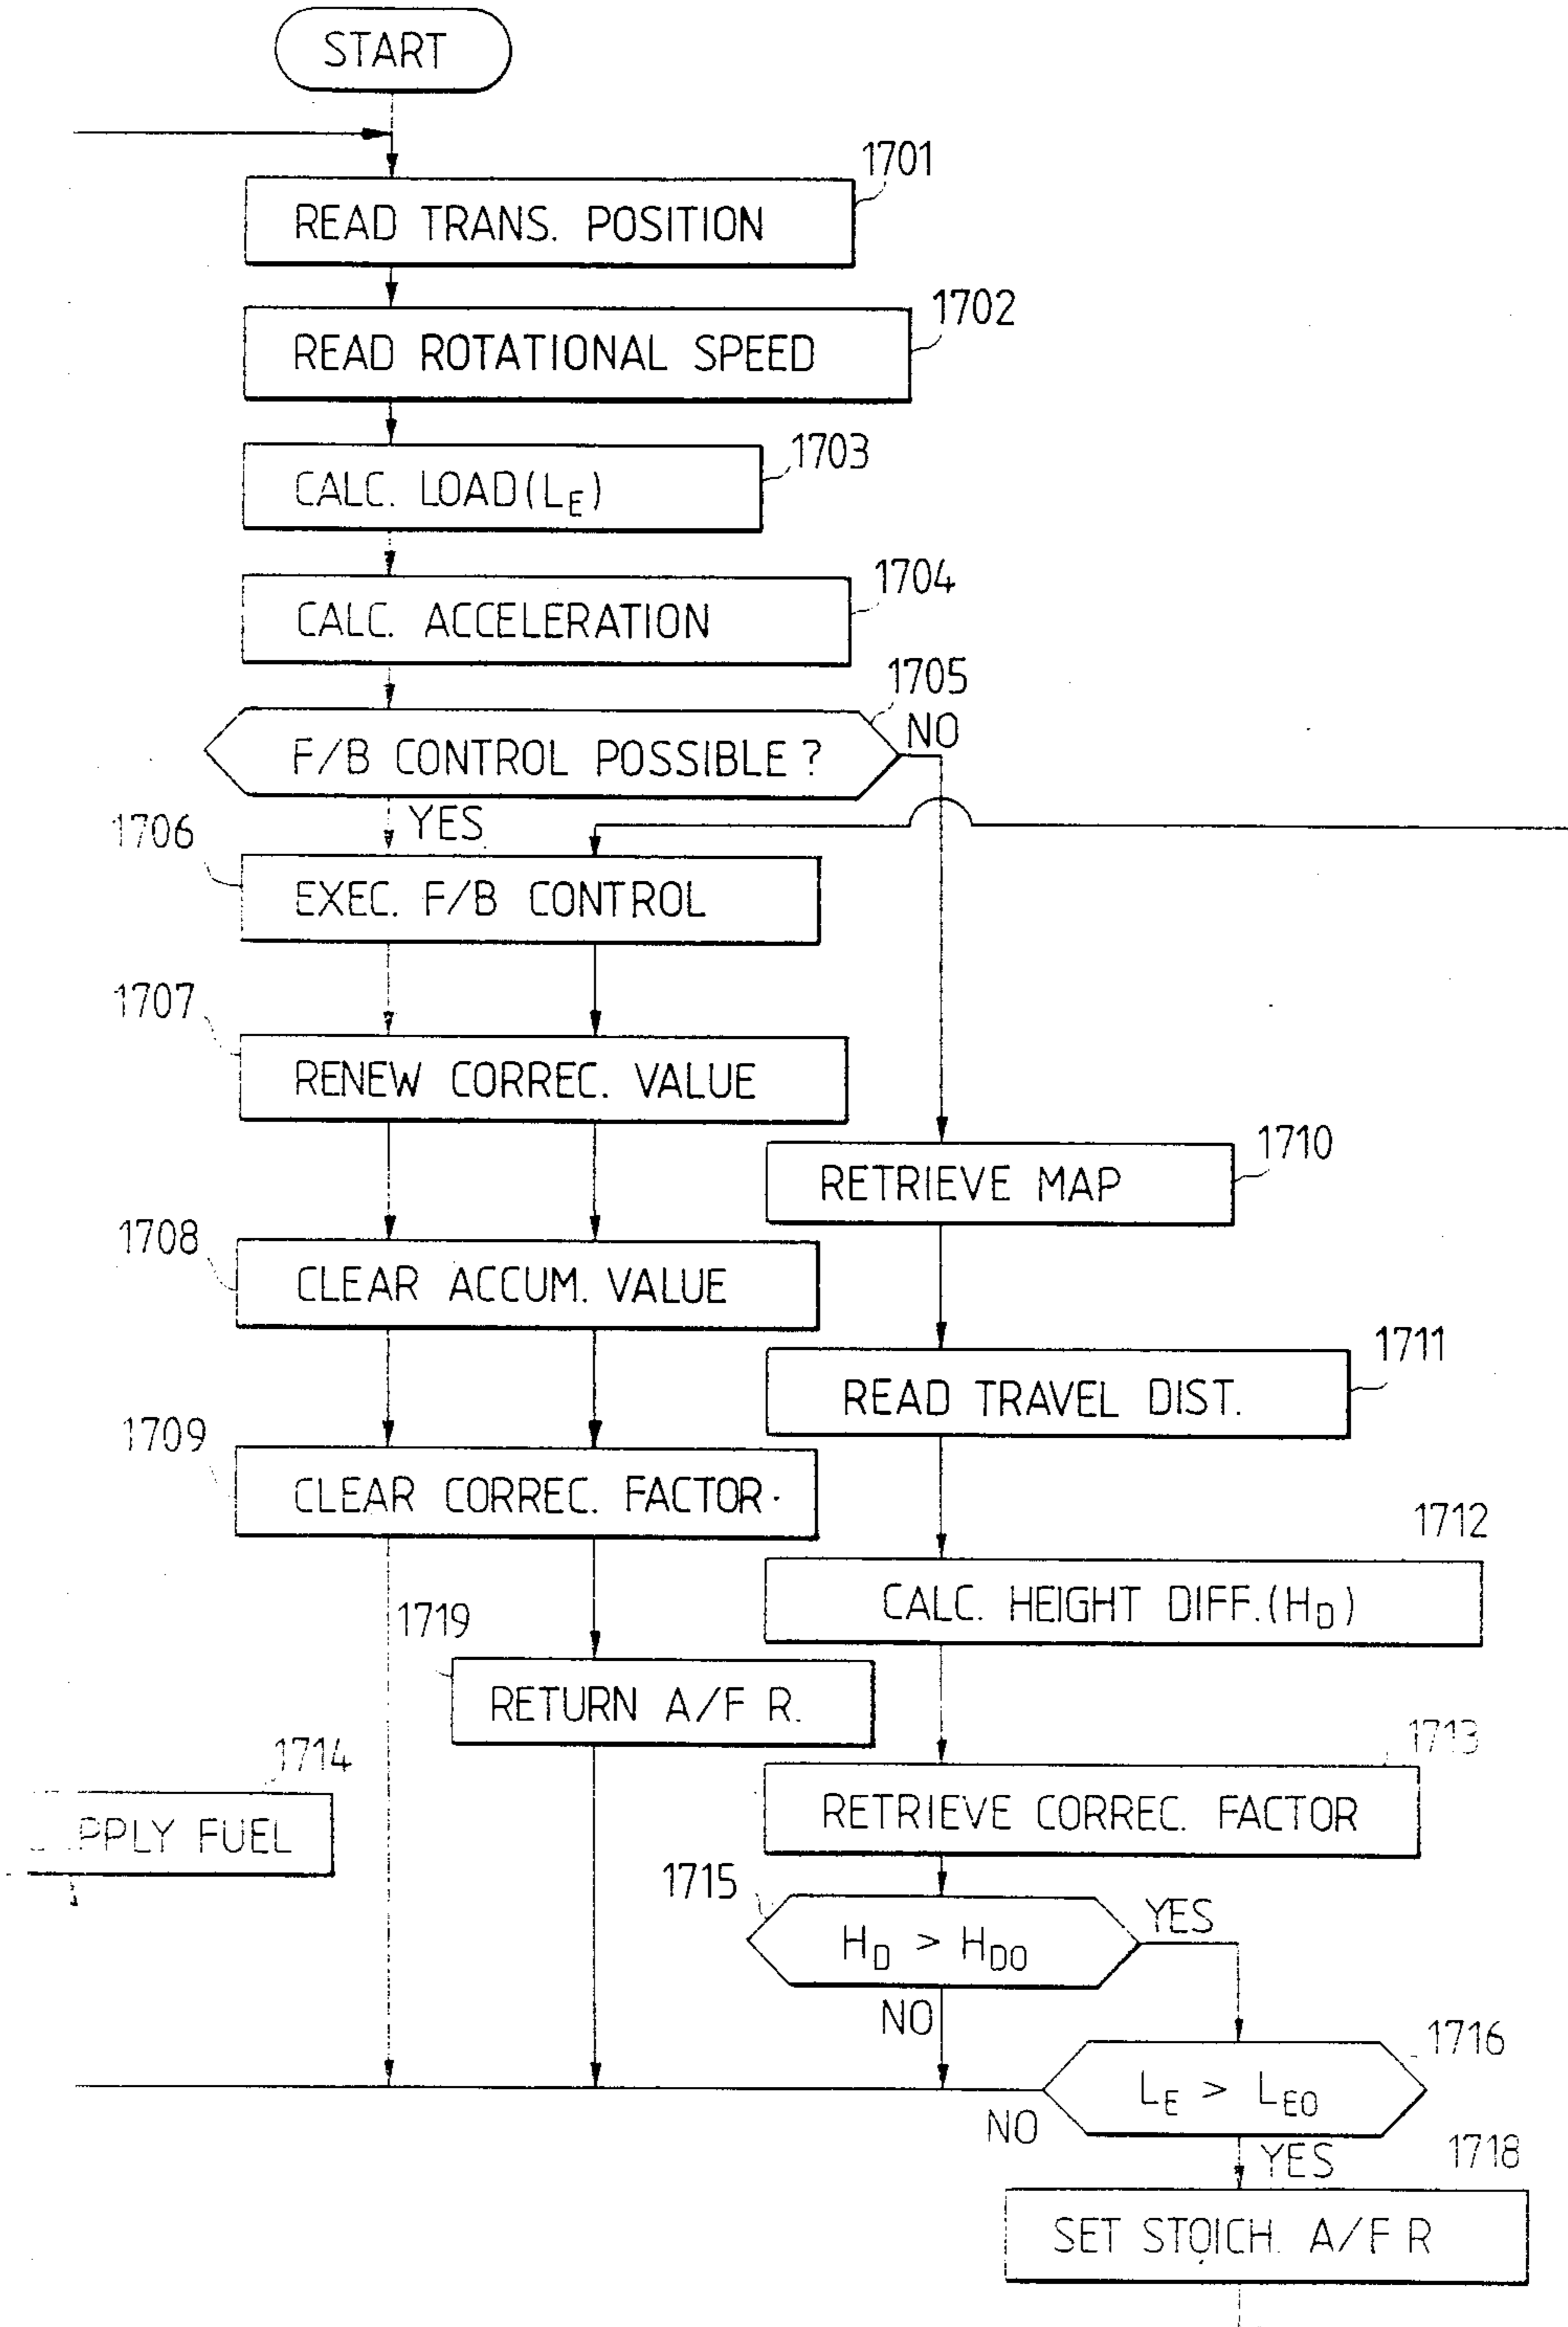 START
1701
READ TRANS. POSITION
1702
READ ROTATIONAL SPEED
1703
CALC. LOAD(LE)
1704
CALC. ACCELERATION
1705
F/B CONTROL POSSIBLE?
NO
YES
1706
EXEC. F/B CONTROL
1707
RENEW CORREC. VALUE
1710
RETRIEVE MAP
1708
CLEAR ACCUM. VALUE
1711
READ TRAVEL DIST.
1709
CLEAR CORREC. FACTOR
1712
CALC. HEIGHT DIFF.(HD)
1719
RETURN A/F R.
1713
RETRIEVE CORREC. FACTOR
1714
FUEL
1715
HD > HDO
YES
NO
1716
LE > LEO
NO
YES
1718
SET STOICH. A/F R